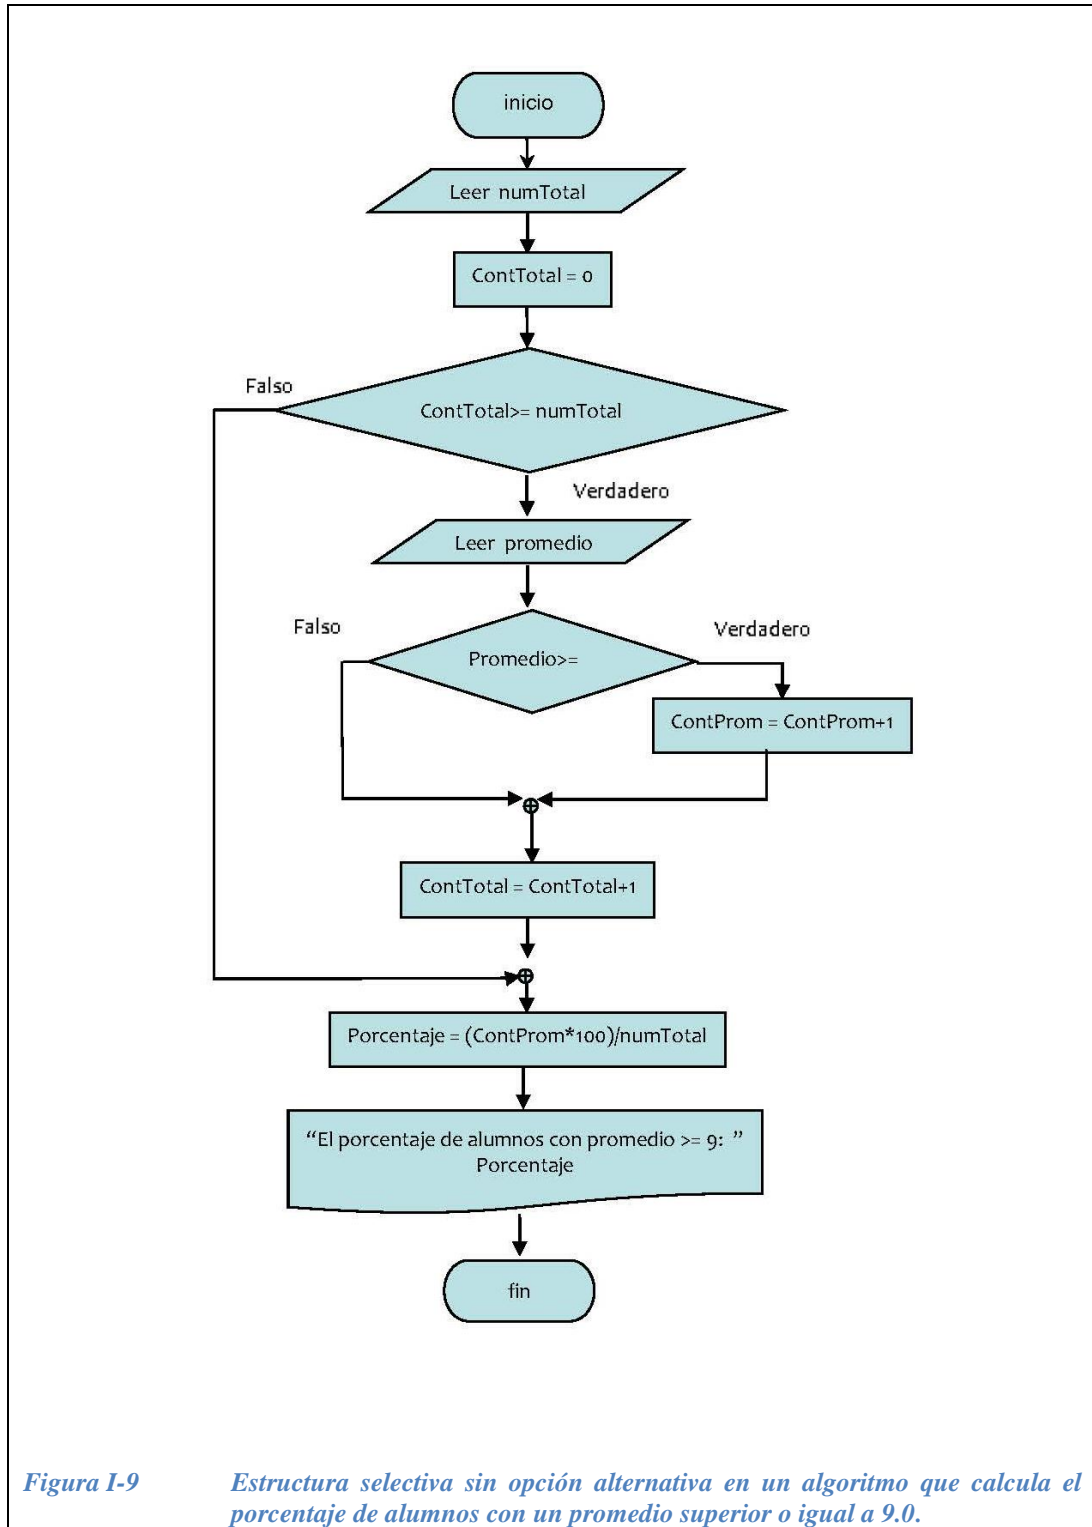 inicio
Leer numTotal
ContTotal = 0
Falso
ContTotal>= numTotal
Verdadero
Leer promedio
Falso
Verdadero
Promedio>=
ContProm = ContProm+1
ContTotal = ContTotal+1
Porcentaje = (ContProm*100)/numTotal
“El porcentaje de alumnos con promedio >= 9: ”
Porcentaje
fin
Figura I-9 Estructura selectiva sin opción alternativa en un algoritmo que calcula el
porcentaje de alumnos con un promedio superior o igual a 9.0.